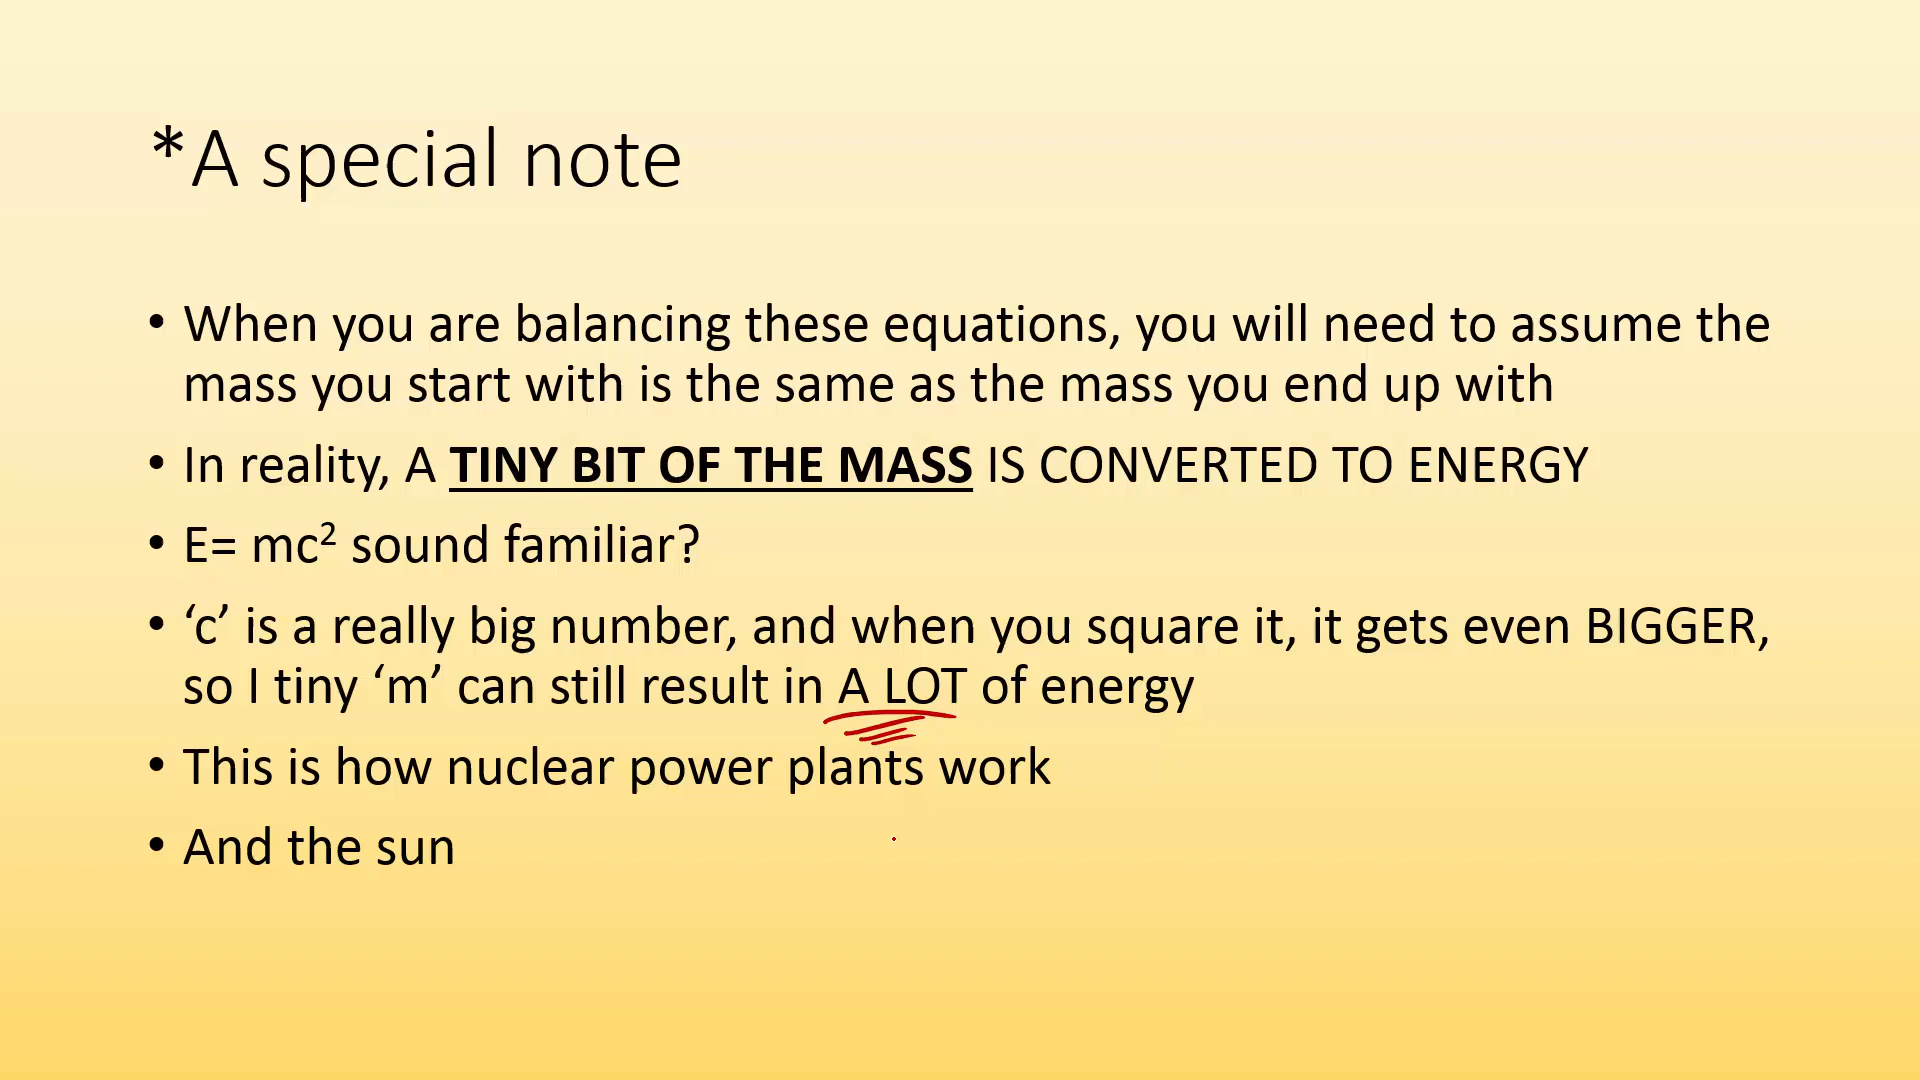 *A special note
• When you are balancing these equations, you will need to assume the
mass you start with is the same as the mass you end up with
• In reality, A TINY BIT OF THE MASS IS CONVERTED TO ENERGY
• E= mc² sound familiar?
• ‘c’ is a really big number, and when you square it, it gets even BIGGER,
so I tiny ‘m’ can still result in A LOT of energy
• This is how nuclear power plants work
• And the sun